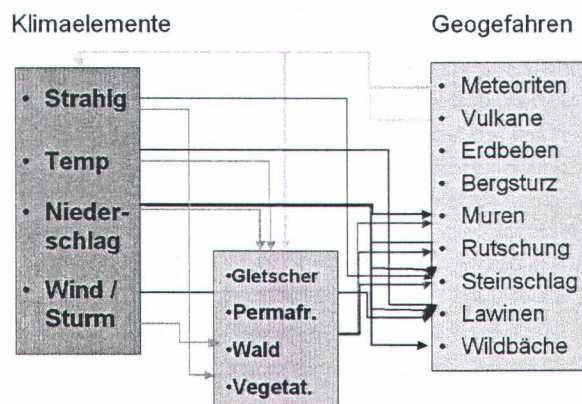 Klimaelemente
• Strahlg
• Temp
• Nieder-
schlag
• Wind /
Sturm
•Gletscher
•Permafr.
•Wald
•Vegetat.
Geogefahren
• Meteoriten
• Vulkane
• Erdbeben
• Bergsturz
• Muren
• Rutschung
• Steinschlag
• Lawinen
• Wildbäche